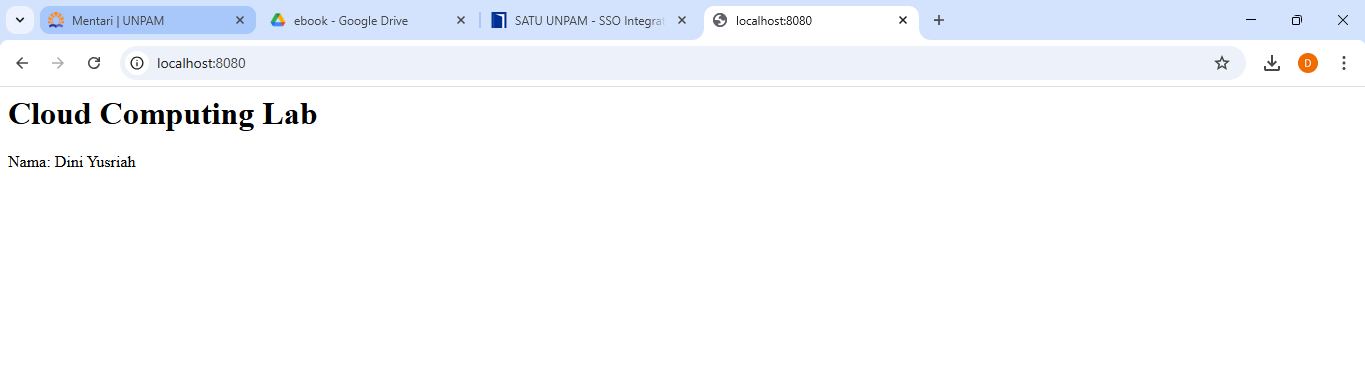 Mentari | UNPAM
ebook - Google Drive
SATU UNPAM - SSO Integrat
localhost:8080
localhost:8080
D
Cloud Computing Lab
Nama: Dini Yusriah